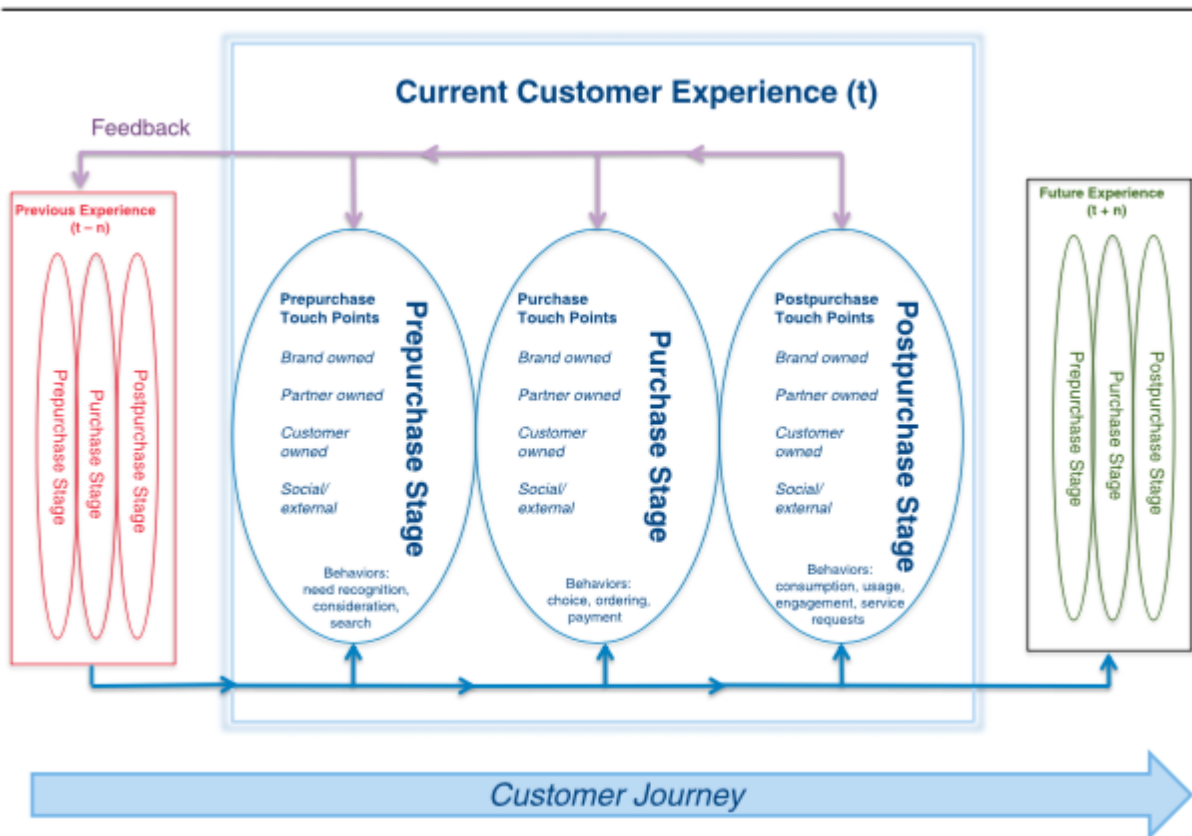 Current Customer Experience (t)
Feedback
Previous Experience
(t – n)
Prepurchase Stage
Purchase Stage
Postpurchase Stage
Prepurchase
Touch Points
Brand owned
Partner owned
Customer
owned
Social/
external
Behaviors:
need recognition,
consideration,
search
Prepurchase Stage
Purchase
Touch Points
Brand owned
Partner owned
Customer
owned
Social/
external
Behaviors:
choice, ordering,
payment
Purchase Stage
Postpurchase
Touch Points
Brand owned
Partner owned
Customer
owned
Social/
external
Behaviors:
consumption, usage,
engagement, service
requests
Postpurchase Stage
Future Experience
(t + n)
Prepurchase Stage
Purchase Stage
Postpurchase Stage
Customer Journey